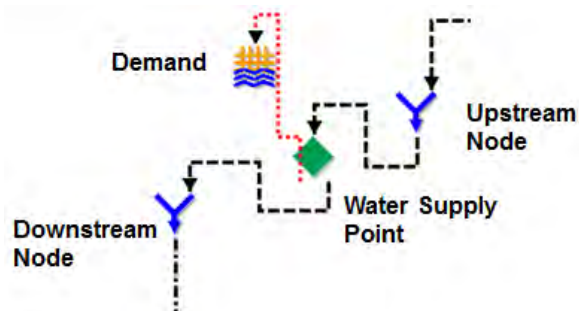 Demand
Upstream
Node
Water Supply
Point
Downstream
Node